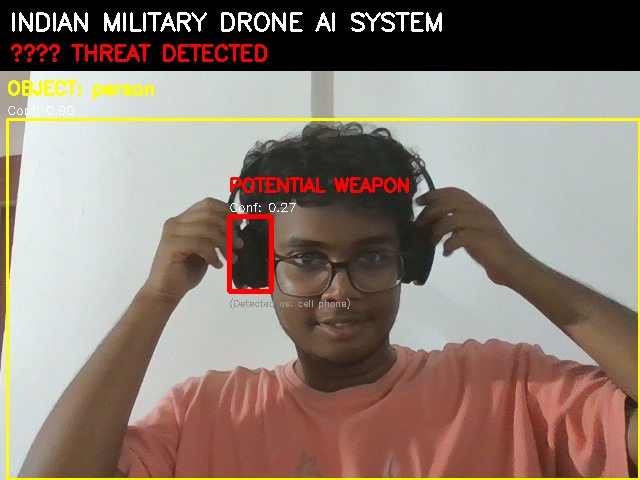 INDIAN MILITARY DRONE AI SYSTEM
???? THREAT DETECTED
OBJECT: person
Conf: 0.90
POTENTIAL WEAPON
Conf: 0.27
(Detected as: cell phone)